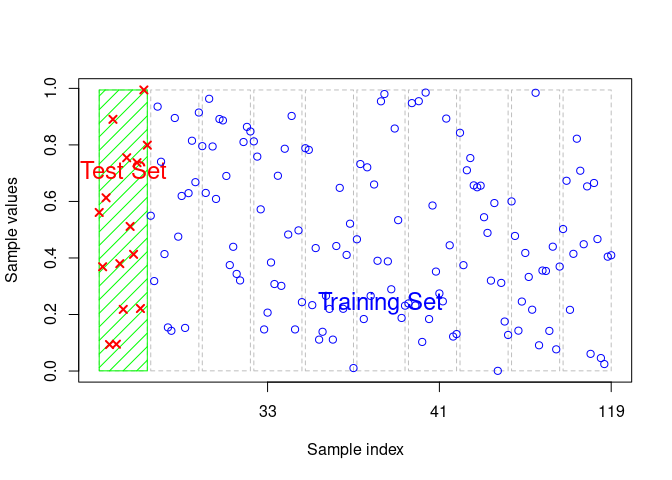 1.0
0.8
0.6
0.4
0.2
0.0
Sample values
Test Set
Training Set
33
41
119
Sample index